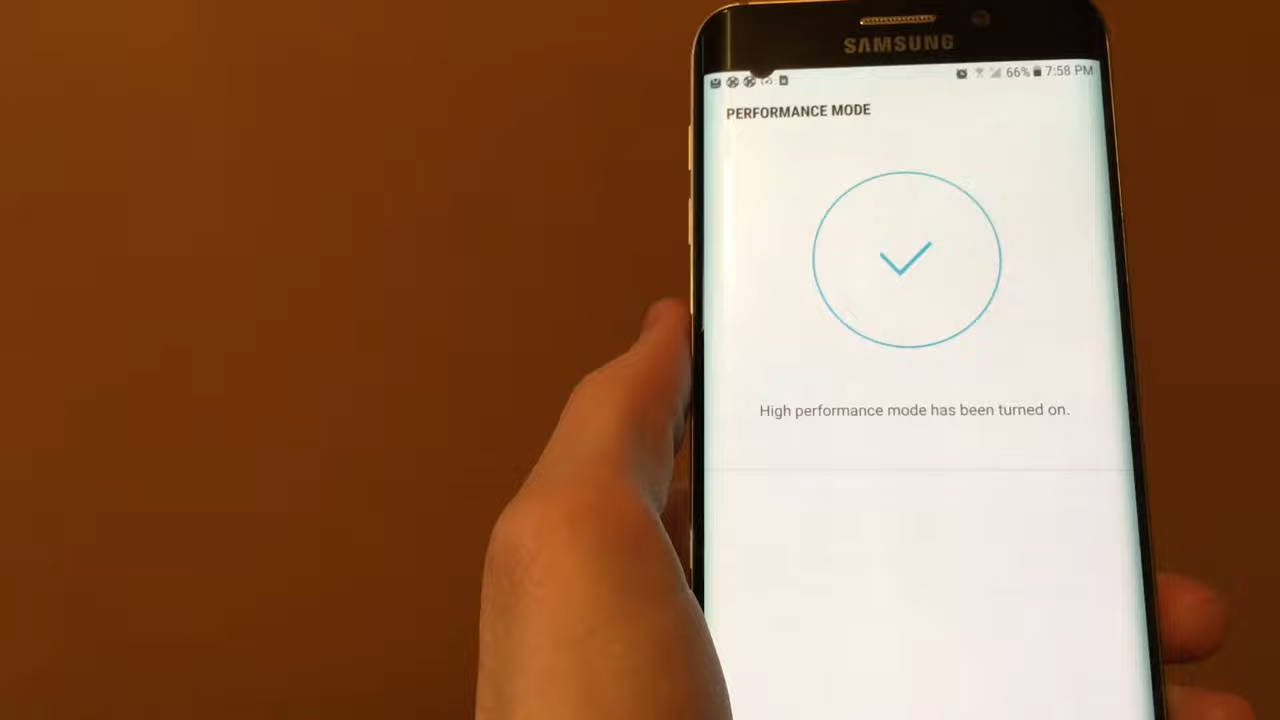 SAMSUNG
66% 7:58 PM
PERFORMANCE MODE
High performance mode has been turned on.